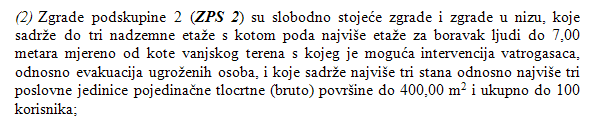 (2) Zgrade podskupine 2 (ZPS 2) su slobodno stojeće zgrade i zgrade u nizu, koje
sadrže do tri nadzemne etaže s kotom poda najviše etaže za boravak ljudi do 7,00
metara mjereno od kote vanjskog terena s kojeg je moguća intervencija vatrogasaca,
odnosno evakuacija ugroženih osoba, i koje sadrže najviše tri stana odnosno najviše tri
poslovne jedinice pojedinačne tlocrtne (bruto) površine do 400,00 m² i ukupno do 100
korisnika;